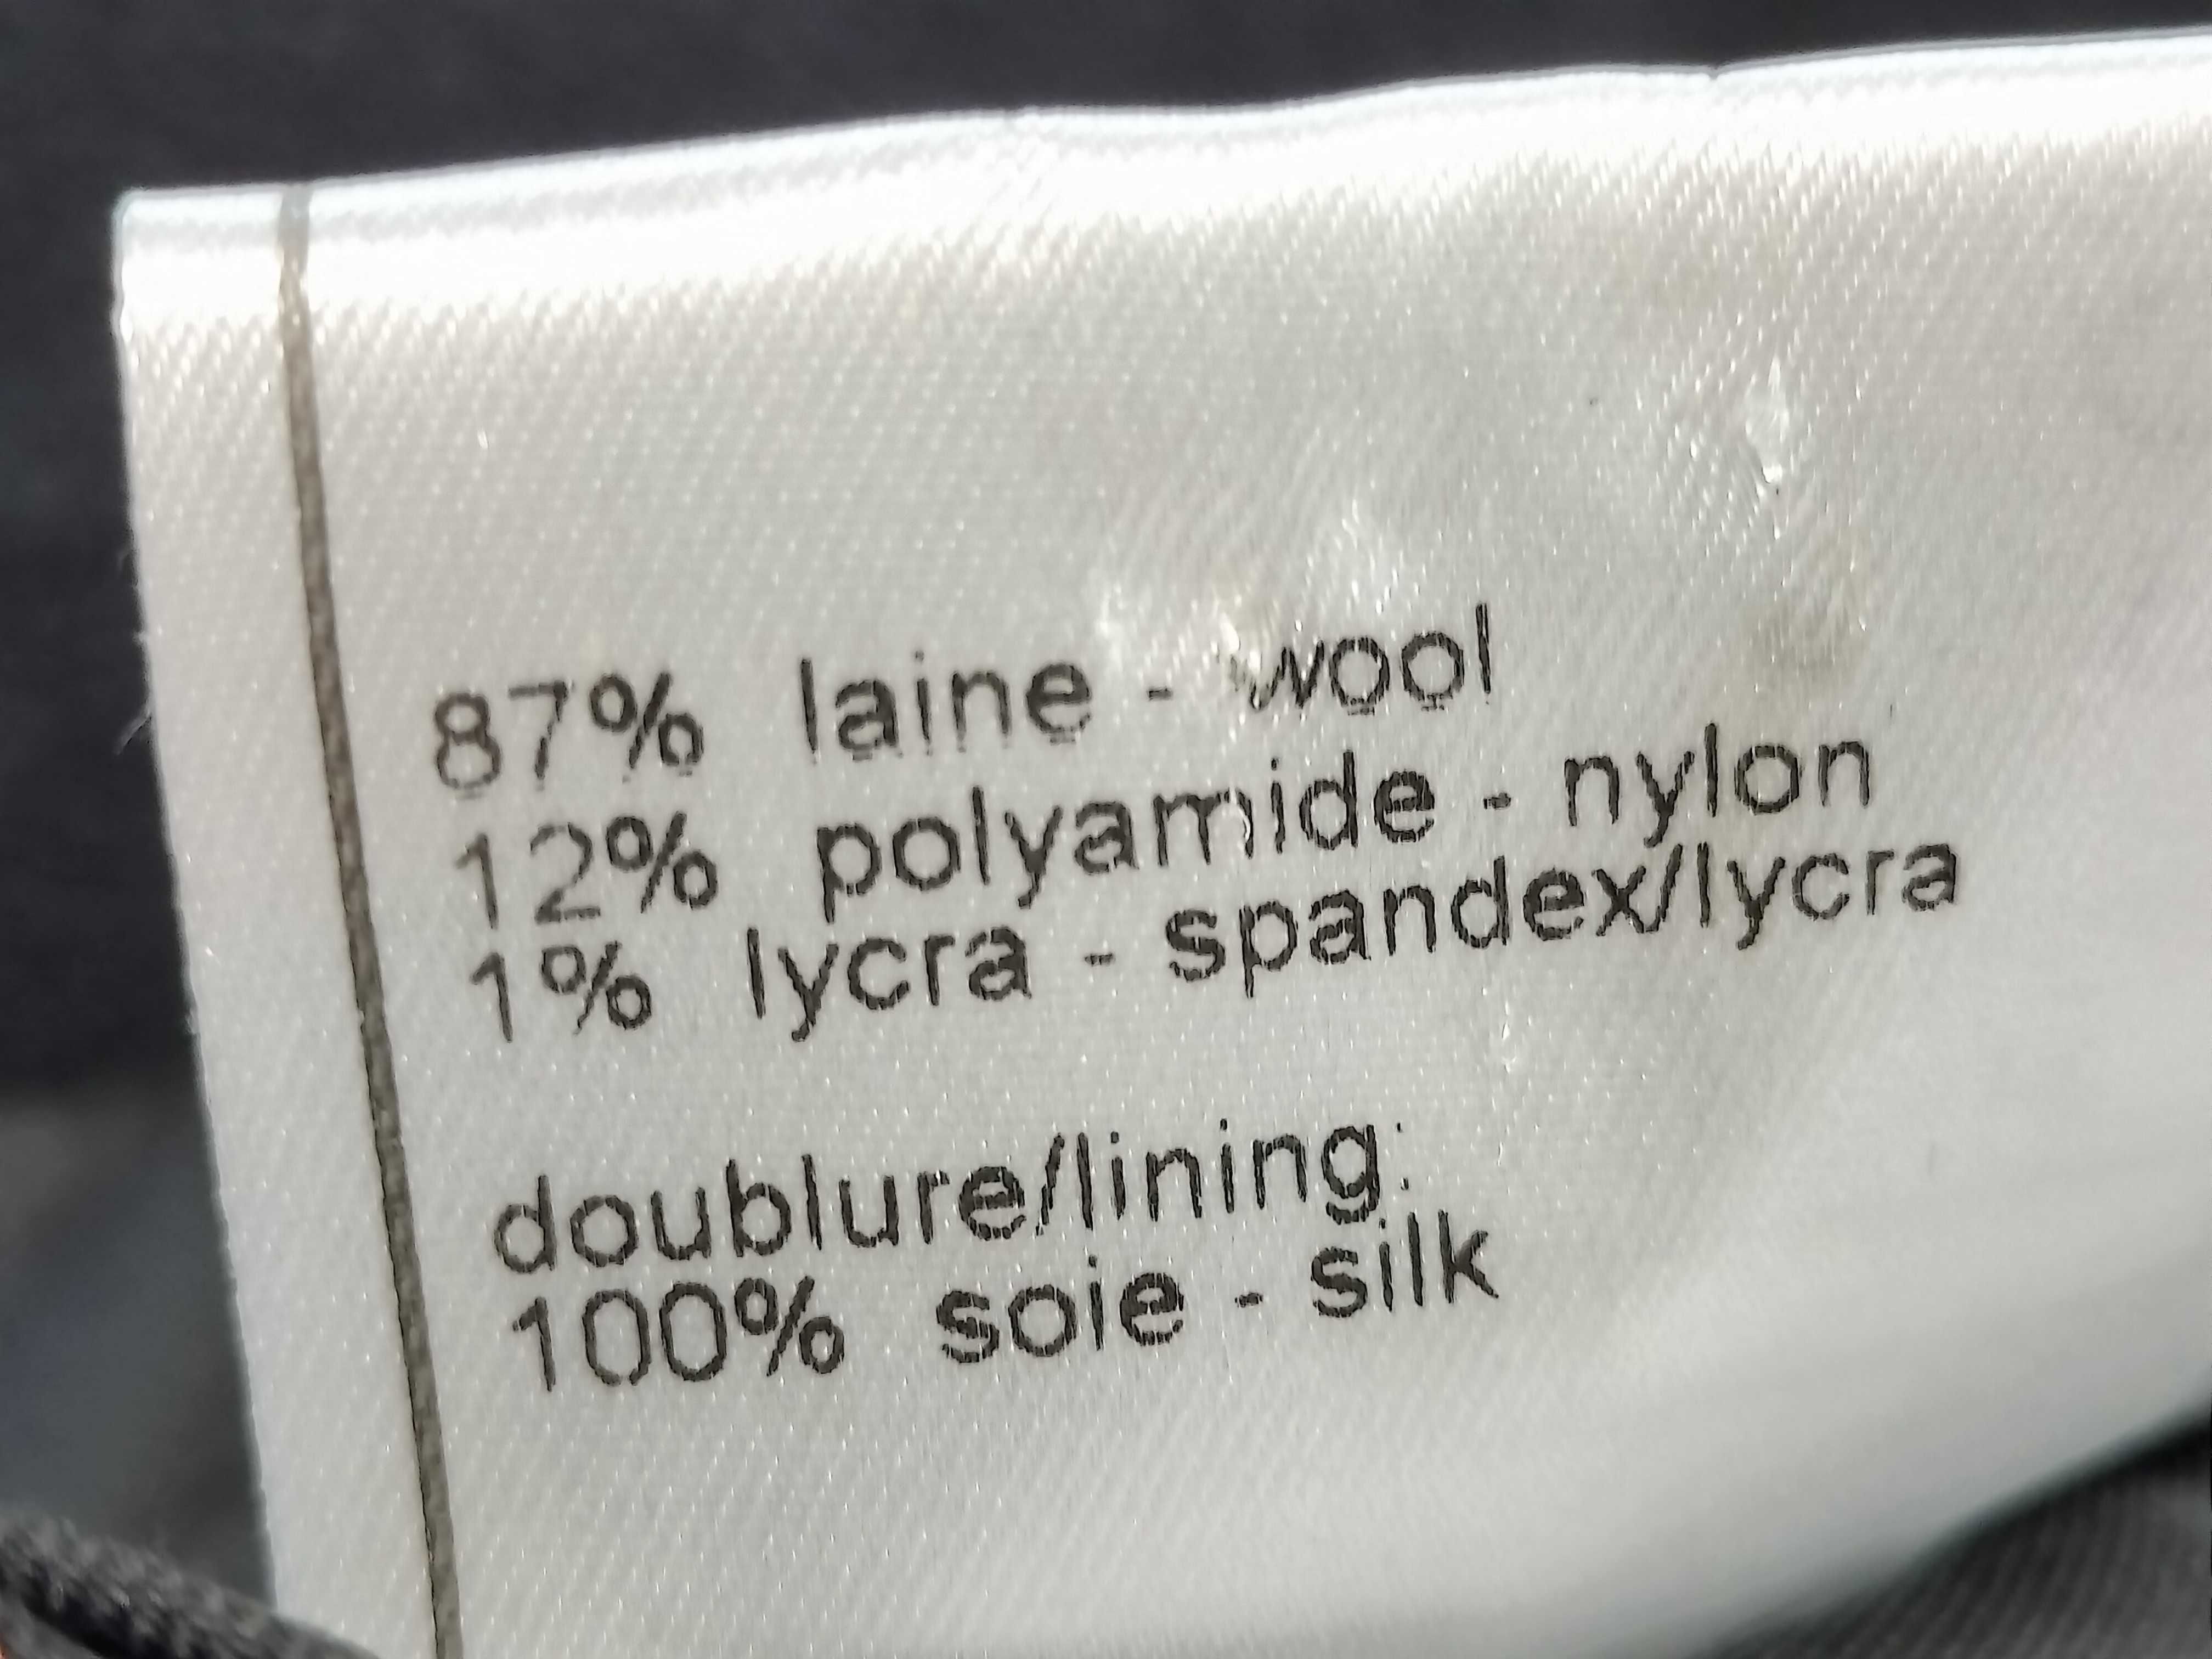 87% laine - wool
12% polyamide - nylon
1% lycra - spandex/lycra
doublure/lining:
100% soie - silk